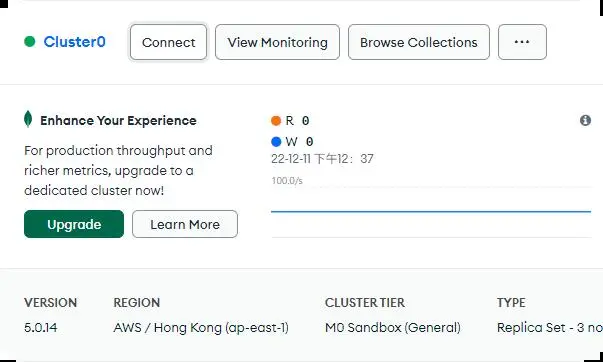 Cluster0 Connect View Monitoring Browse Collections ...
Enhance Your Experience
For production throughput and
richer metrics, upgrade to a
dedicated cluster now!
Upgrade Learn More
R 0
W 0
22-12-11 下午12：37
100.0/s
VERSION REGION CLUSTER TIER TYPE
5.0.14 AWS / Hong Kong (ap-east-1) M0 Sandbox (General) Replica Set - 3 no